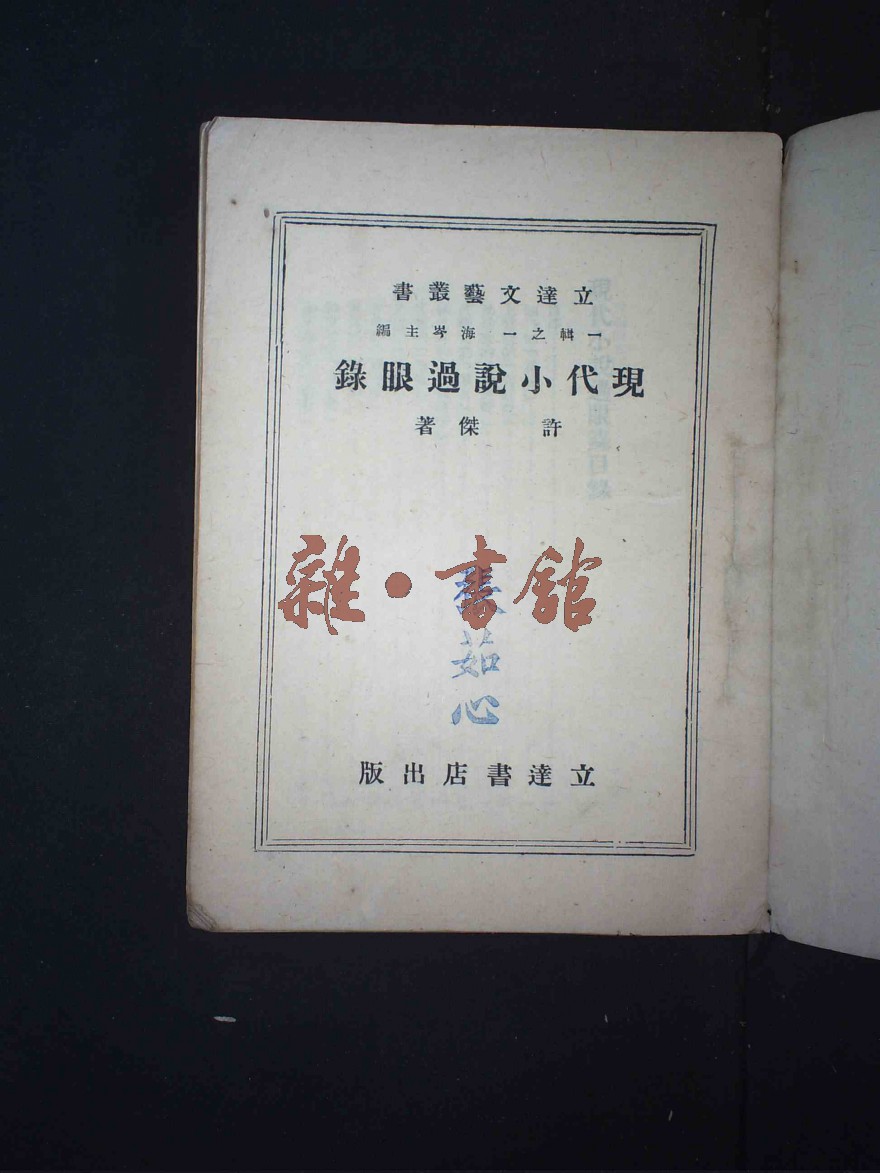 立達文藝叢書
一輯之一 海岑主編
現代小說過眼錄
許傑著
雜·書館
茹心
立達書店出版